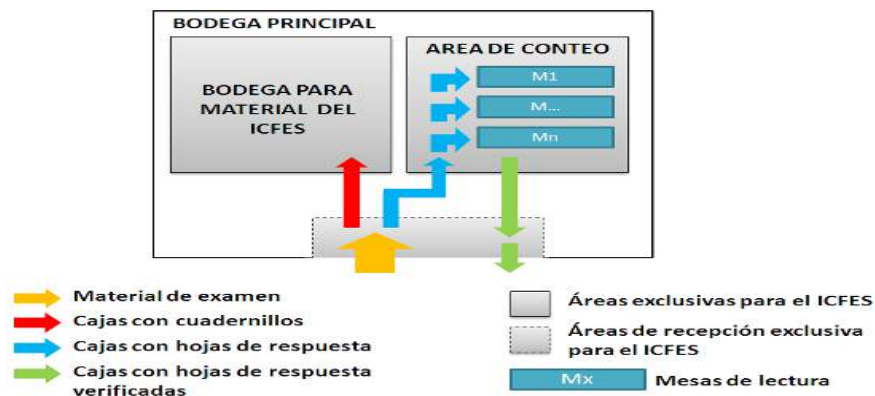 BODEGA PRINCIPAL
BODEGA PARA
MATERIAL DEL
ICFES
AREA DE CONTEO
M1
M...
Mn
Material de examen
Cajas con cuadernillos
Cajas con hojas de respuesta
Cajas con hojas de respuesta
verificadas
Áreas exclusivas para el ICFES
Áreas de recepción exclusiva
para el ICFES
Mx
Mesas de lectura